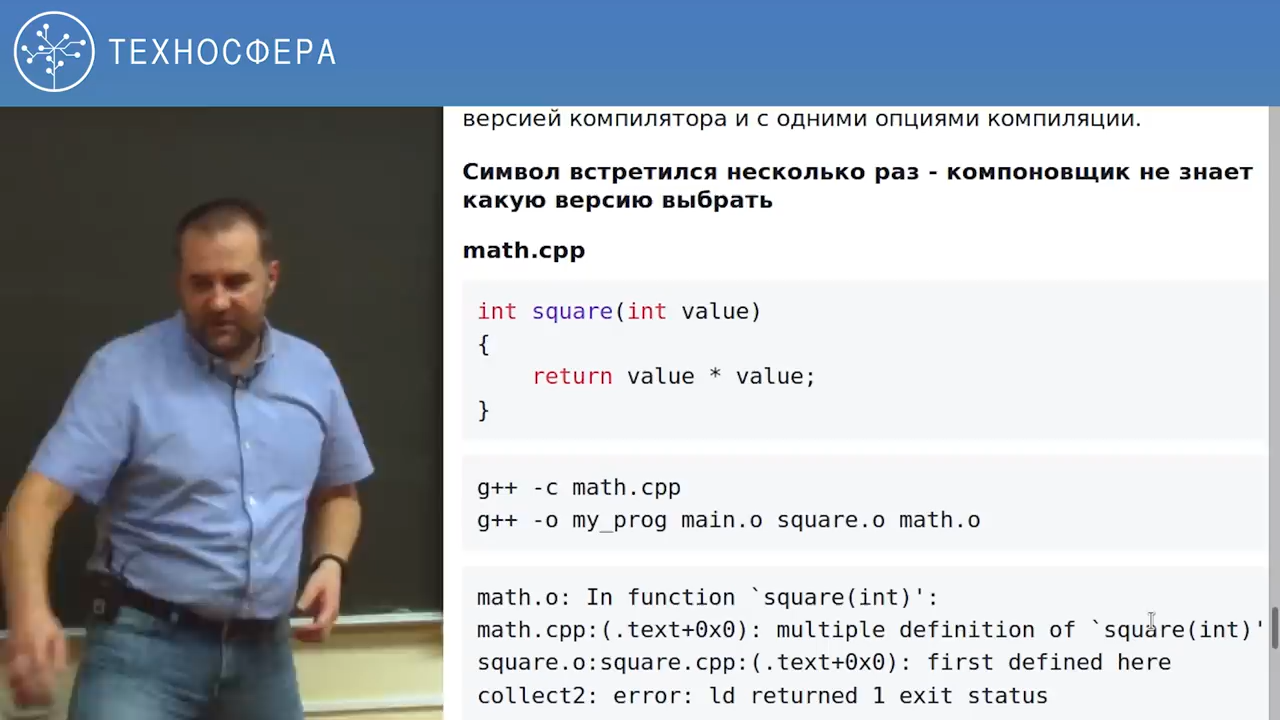 ТЕХНОСФЕРА
версией компилятора и с одними опциями компиляции.
Символ встретился несколько раз - компоновщик не знает
какую версию выбрать
math.cpp
int square(int value)
{
    return value * value;
}
g++ -c math.cpp
g++ -o my_prog main.o square.o math.o
math.o: In function `square(int)':
math.cpp:(.text+0x0): multiple definition of `square(int)'
square.o:square.cpp:(.text+0x0): first defined here
collect2: error: ld returned 1 exit status